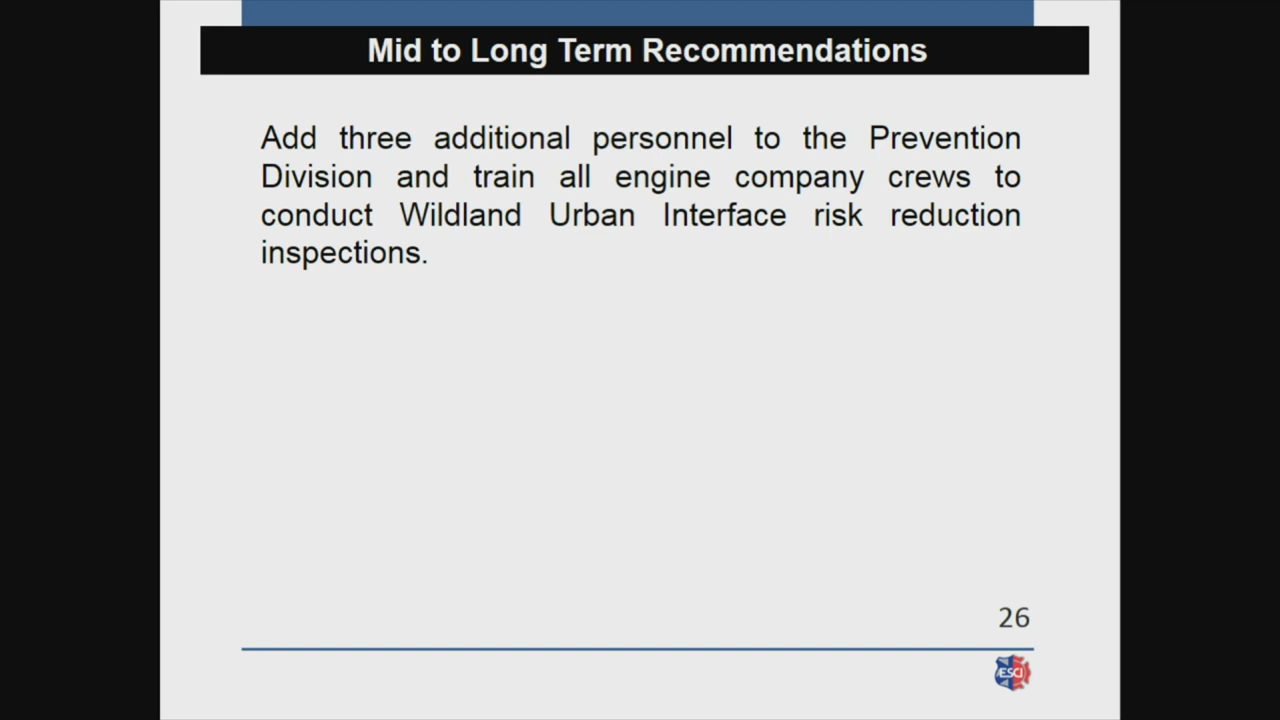 Mid to Long Term Recommendations
Add three additional personnel to the Prevention
Division and train all engine company crews to
conduct Wildland Urban Interface risk reduction
inspections.
26
ESCI